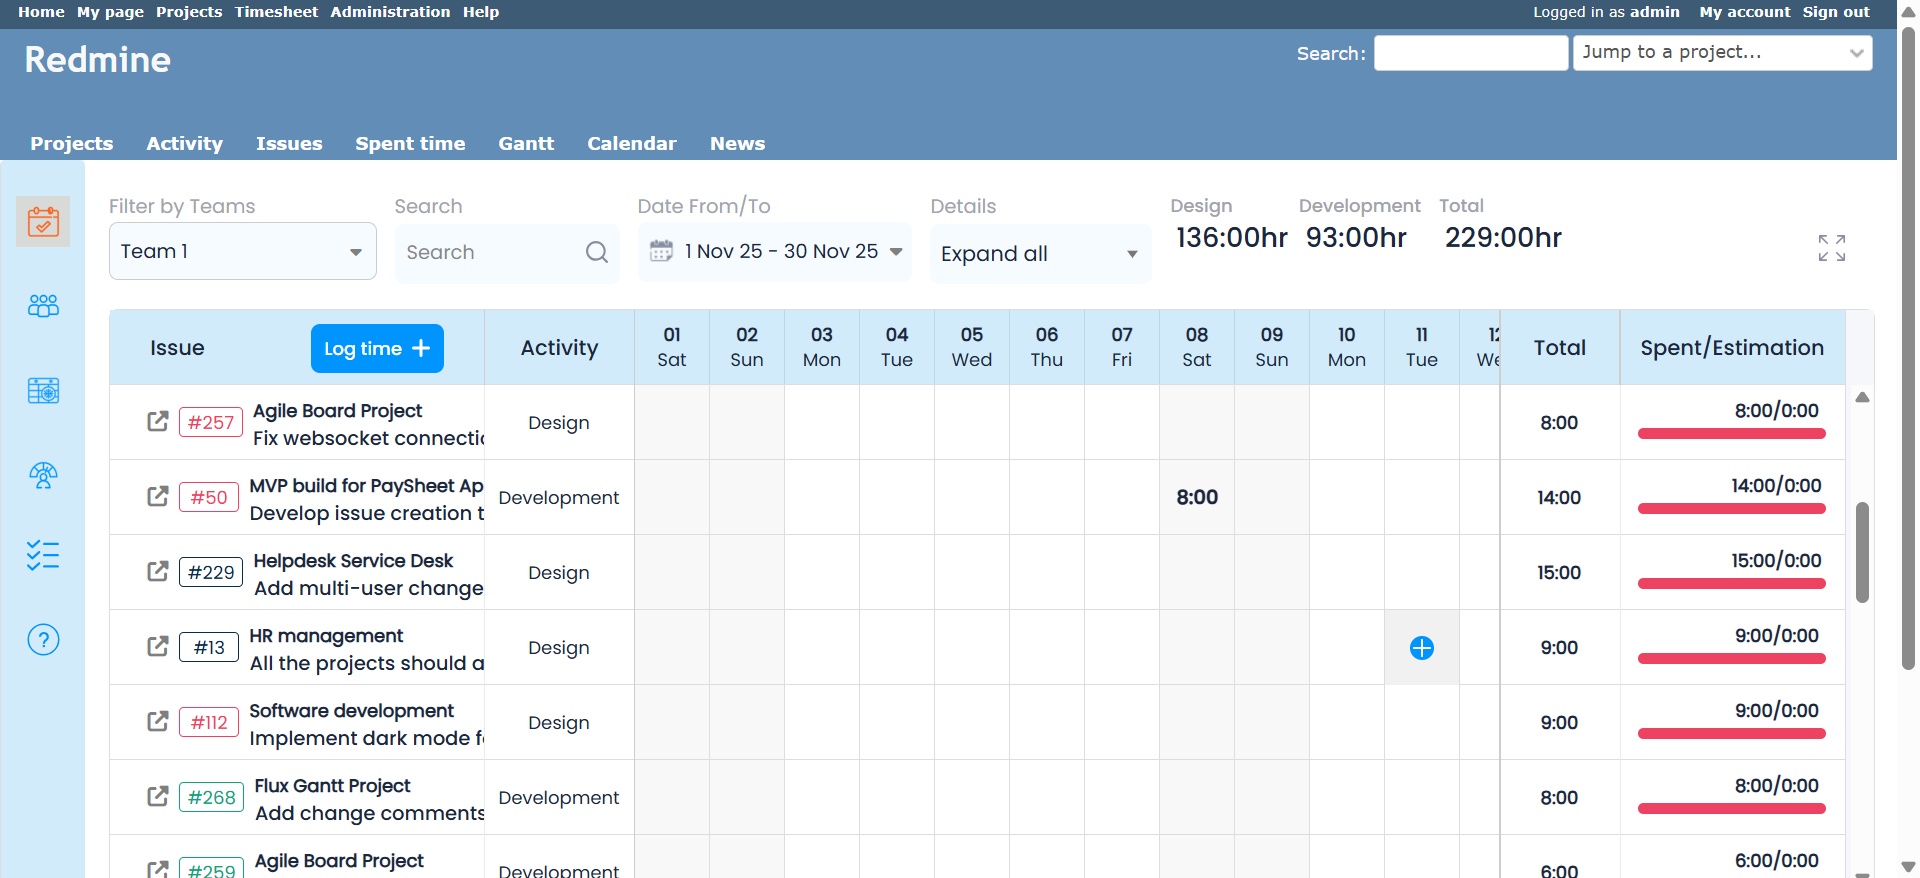 Home My page Projects Timesheet Administration Help
Logged in as admin My account Sign out
Redmine
Search: Jump to a project...
Projects Activity Issues Spent time Gantt Calendar News
Filter by Teams Search Date From/To Details Design Development Total
Team 1 Search 1 Nov 25 - 30 Nov 25 Expand all 136:00hr 93:00hr 229:00hr
Issue Log time Activity Total Spent/Estimation
01 02 03 04 05 06 07 08 09 10 11 12
Sat Sun Mon Tue Wed Thu Fri Sat Sun Mon Tue We
#257 Agile Board Project
Fix websocket connectio
Design 8:00 8:00/0:00
#50 MVP build for PaySheet Ap
Develop issue creation t
Development 8:00 14:00 14:00/0:00
#229 Helpdesk Service Desk
Add multi-user change
Design 15:00 15:00/0:00
#13 HR management
All the projects should a
Design 9:00 9:00/0:00
#112 Software development
Implement dark mode fo
Design 9:00 9:00/0:00
#268 Flux Gantt Project
Add change comments
Development 8:00 8:00/0:00
#259 Agile Board Project
Development 6:00 6:00/0:00